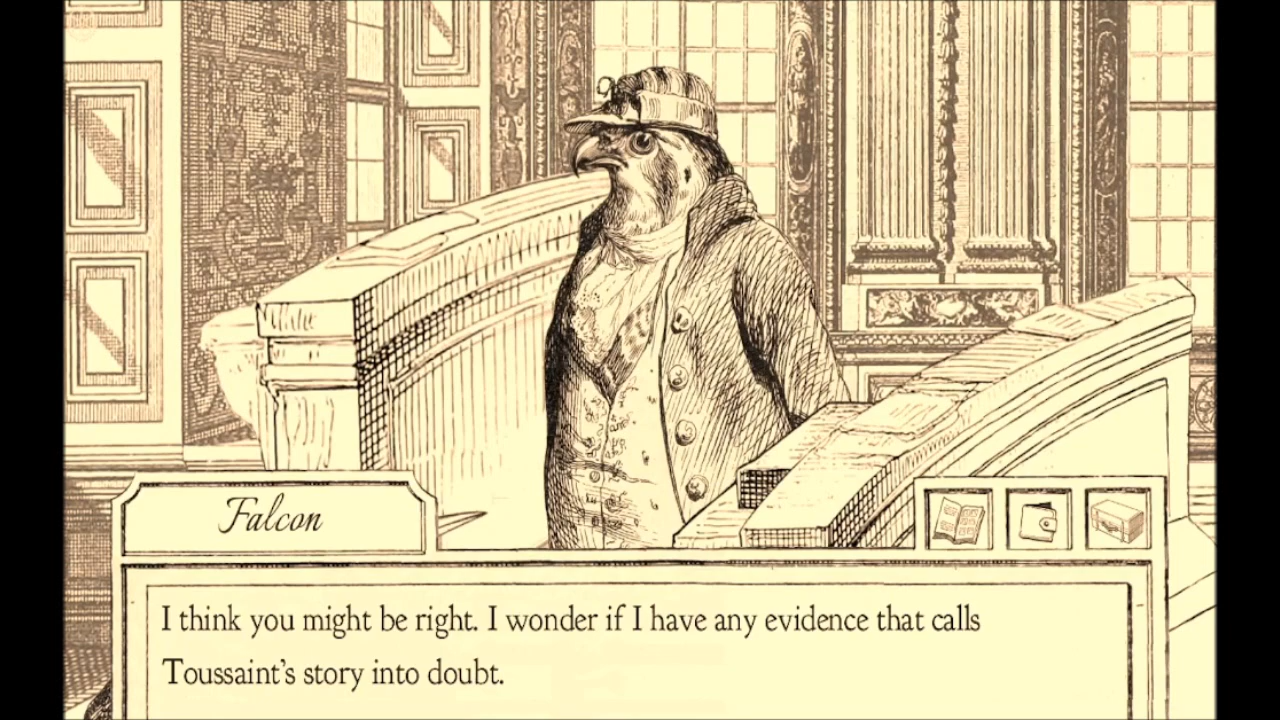 Falcon
I think you might be right. I wonder if I have any evidence that calls
Toussaint's story into doubt.